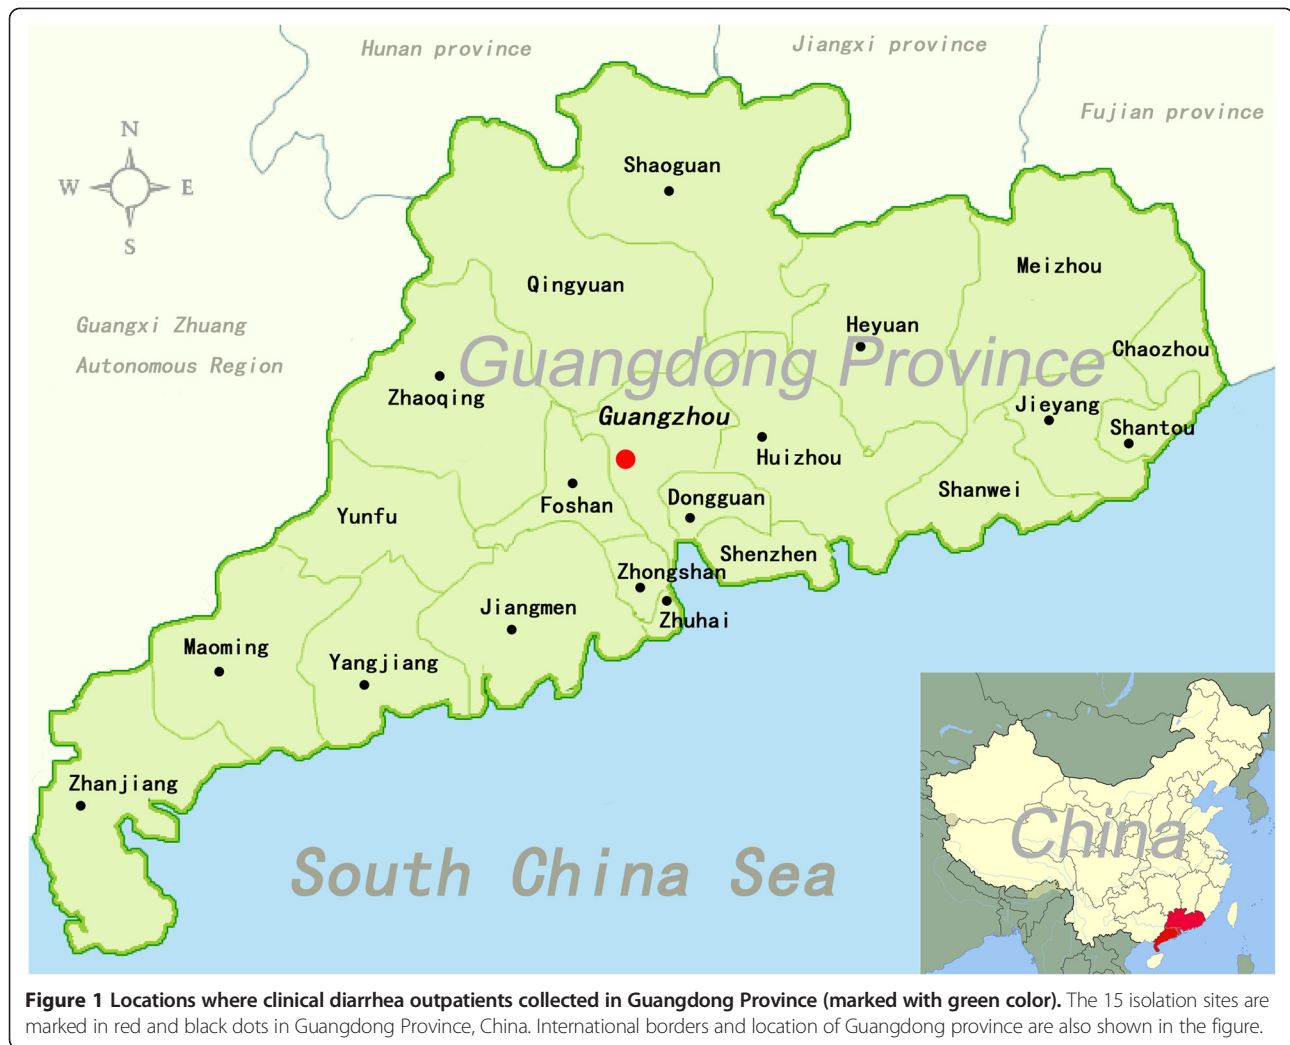 Hunan province
Jiangxi province
Fujian province
N
W
E
S
Shaoguan
Meizhou
Qingyuan
Guangxi Zhuang
Autonomous Region
Heyuan
Guangdong Province
Chaozhou
Zhaoqing
Jieyang
Guangzhou
Shantou
Huizhou
Shanwei
Dongguan
Foshan
Yunfu
Shenzhen
Zhongshan
Jiangmen
Zhuhai
Maoming
Yangjiang
Zhanjiang
China
South China Sea
Figure 1 Locations where clinical diarrhea outpatients collected in Guangdong Province (marked with green color). The 15 isolation sites are
marked in red and black dots in Guangdong Province, China. International borders and location of Guangdong province are also shown in the figure.